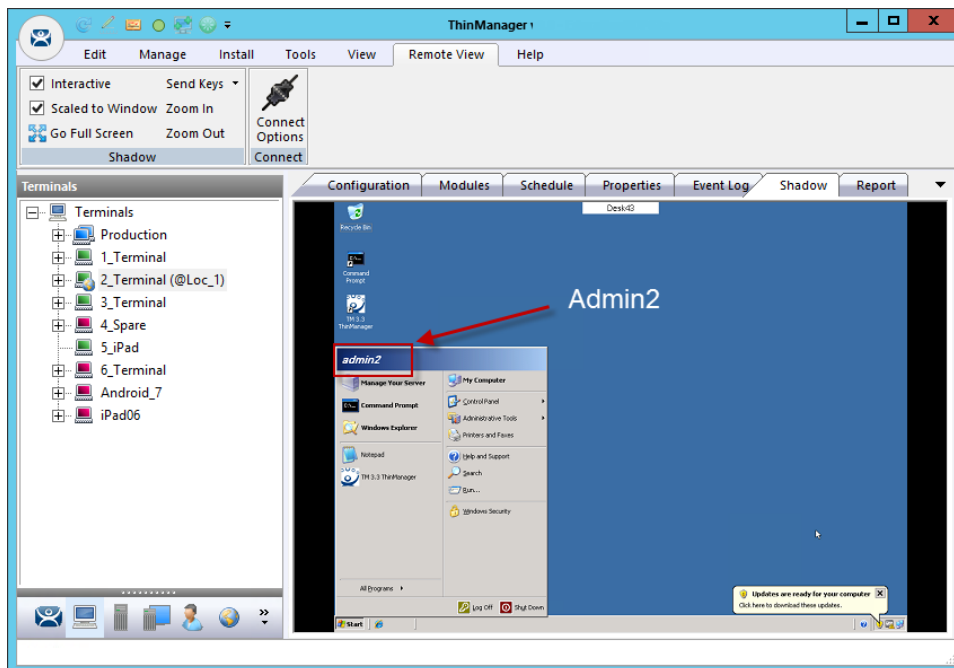 ThinManager
Edit Manage Install Tools View Remote View Help
Interactive Send Keys
Scaled to Window Zoom In
Go Full Screen Zoom Out
Connect
Options
Shadow Connect
Terminals
Configuration Modules Schedule Properties Event Log Shadow Report
Terminals
Production
1_Terminal
2_Terminal (@Loc_1)
3_Terminal
4_Spare
5_iPad
6_Terminal
Android_7
iPad06
Desk43
Recycle Bin
Command
Prompt
TM 3.3
ThinManager
Admin2
admin2
Manage Your Server
Command Prompt
Windows Explorer
Notepad
TM 3.3 ThinManager
All Programs
My Computer
Control Panel
Administrative Tools
Printers and Faxes
Help and Support
Search
Run...
Windows Security
Log Off Shut Down
Updates are ready for your computer
Click here to download these updates.
Start